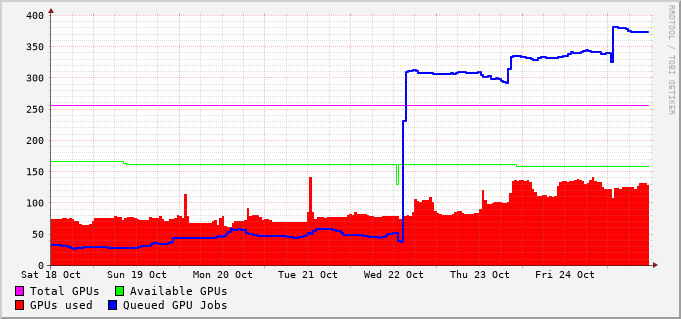 400
350
300
250
200
150
100
50
0
Sat 18 Oct Sun 19 Oct Mon 20 Oct Tue 21 Oct Wed 22 Oct Thu 23 Oct Fri 24 Oct
Total GPUs Available GPUs
GPUs used Queued GPU Jobs
RRDTOOL / TOBI OETIKER